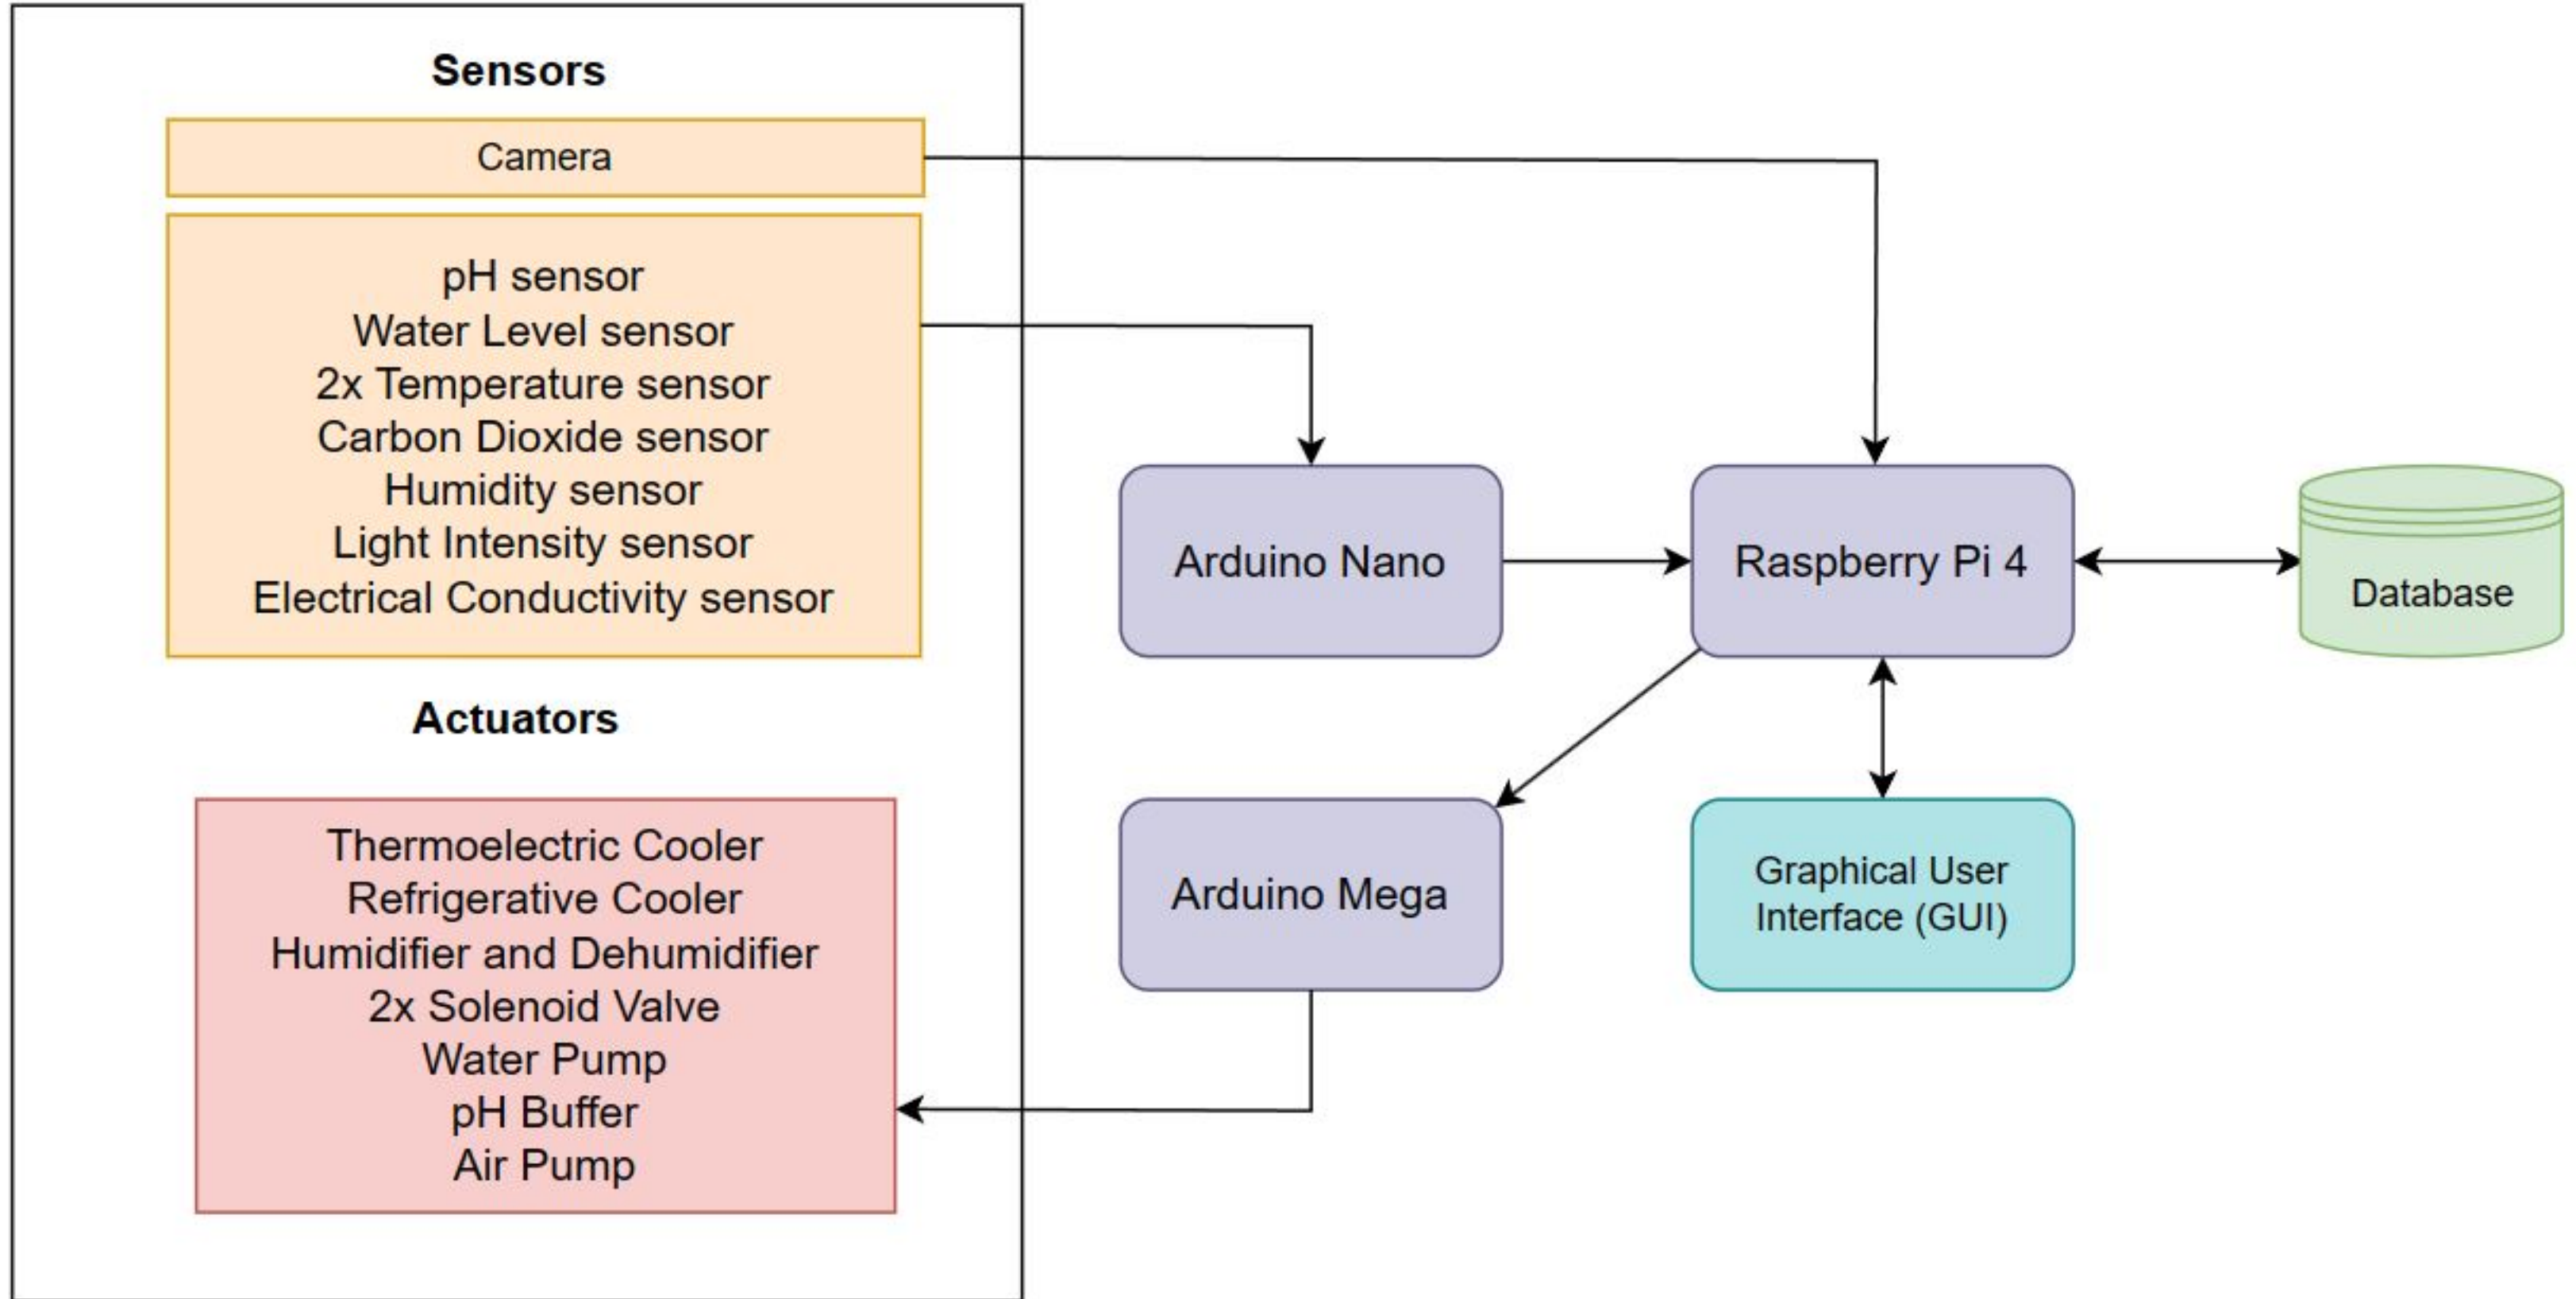 Sensors
Camera
pH sensor
Water Level sensor
2x Temperature sensor
Carbon Dioxide sensor
Humidity sensor
Light Intensity sensor
Electrical Conductivity sensor
Actuators
Thermoelectric Cooler
Refrigerative Cooler
Humidifier and Dehumidifier
2x Solenoid Valve
Water Pump
pH Buffer
Air Pump
Arduino Nano
Raspberry Pi 4
Database
Arduino Mega
Graphical User
Interface (GUI)